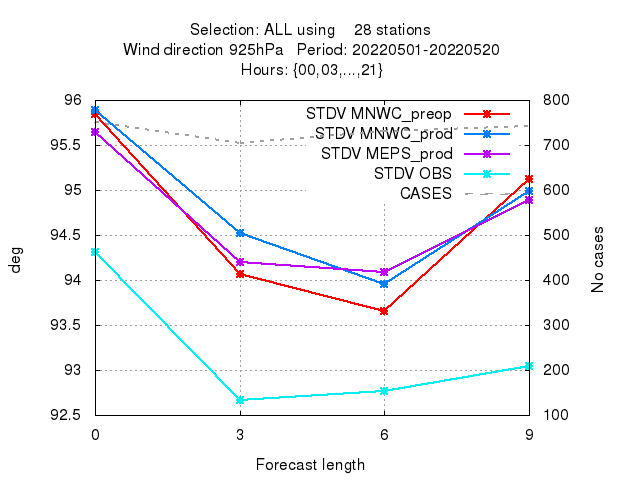 Selection: ALL using    28 stations
Wind direction 925hPa   Period: 20220501-20220520
Hours: {00,03,...,21}
96 800
STDV MNWC_preop
95.5 700
STDV MNWC_prod
STDV MEPS_prod
STDV OBS
95 600
CASES
94.5 500
deg
No cases
94 400
93.5 300
93 200
92.5 100
0 3 6 9
Forecast length